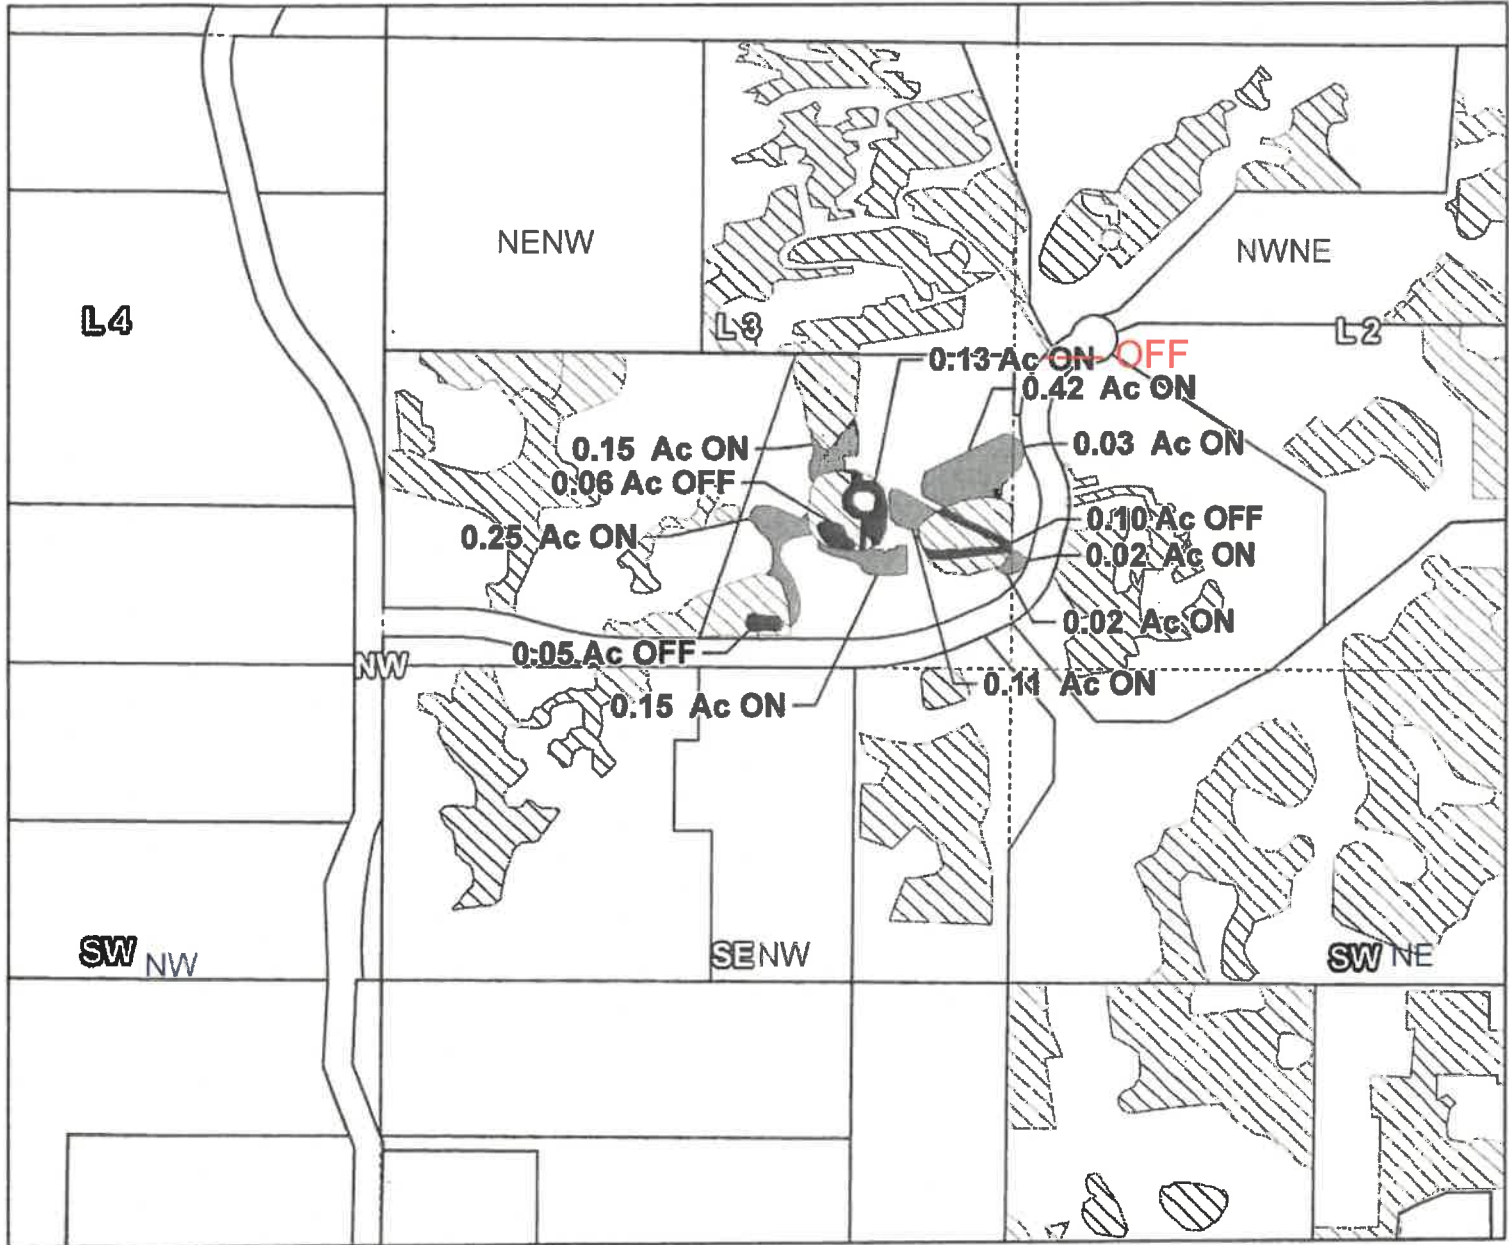 NENW
NWNE
L4
L3
L2
0.13 Ac ON OFF
0.42 Ac ON
0.15 Ac ON
0.03 Ac ON
0.06 Ac OFF
0.25 Ac ON
0.10 Ac OFF
0.02 Ac ON
0.02 Ac ON
0.05 Ac OFF
NW
0.11 Ac ON
0.15 Ac ON
SW NW
SE NW
SW NE